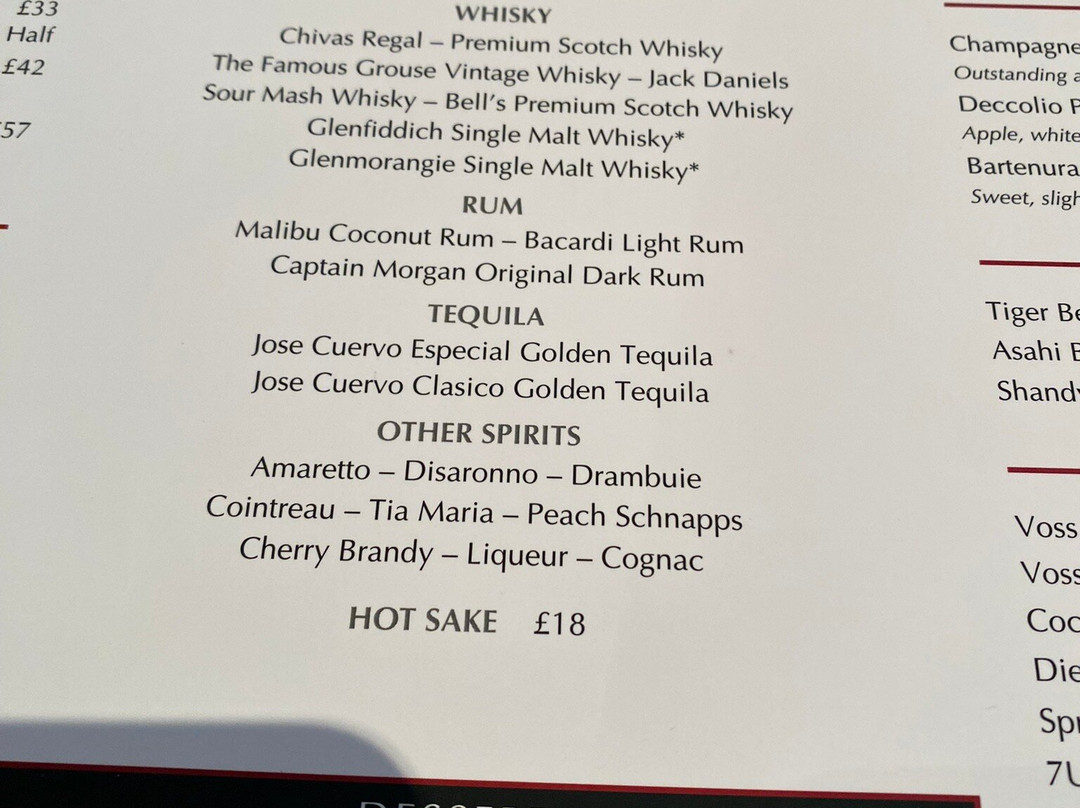 £33
Half
£42
57
WHISKY
Chivas Regal – Premium Scotch Whisky
The Famous Grouse Vintage Whisky – Jack Daniels
Sour Mash Whisky – Bell's Premium Scotch Whisky
Glenfiddich Single Malt Whisky*
Glenmorangie Single Malt Whisky*
RUM
Malibu Coconut Rum – Bacardi Light Rum
Captain Morgan Original Dark Rum
TEQUILA
Jose Cuervo Especial Golden Tequila
Jose Cuervo Clasico Golden Tequila
OTHER SPIRITS
Amaretto – Disaronno – Drambuie
Cointreau – Tia Maria – Peach Schnapps
Cherry Brandy – Liqueur – Cognac
HOT SAKE £18
Champagne
Outstanding
Deccolio
Apple, white
Bartenura
Sweet,
Tiger
Asahi
Voss
Voss